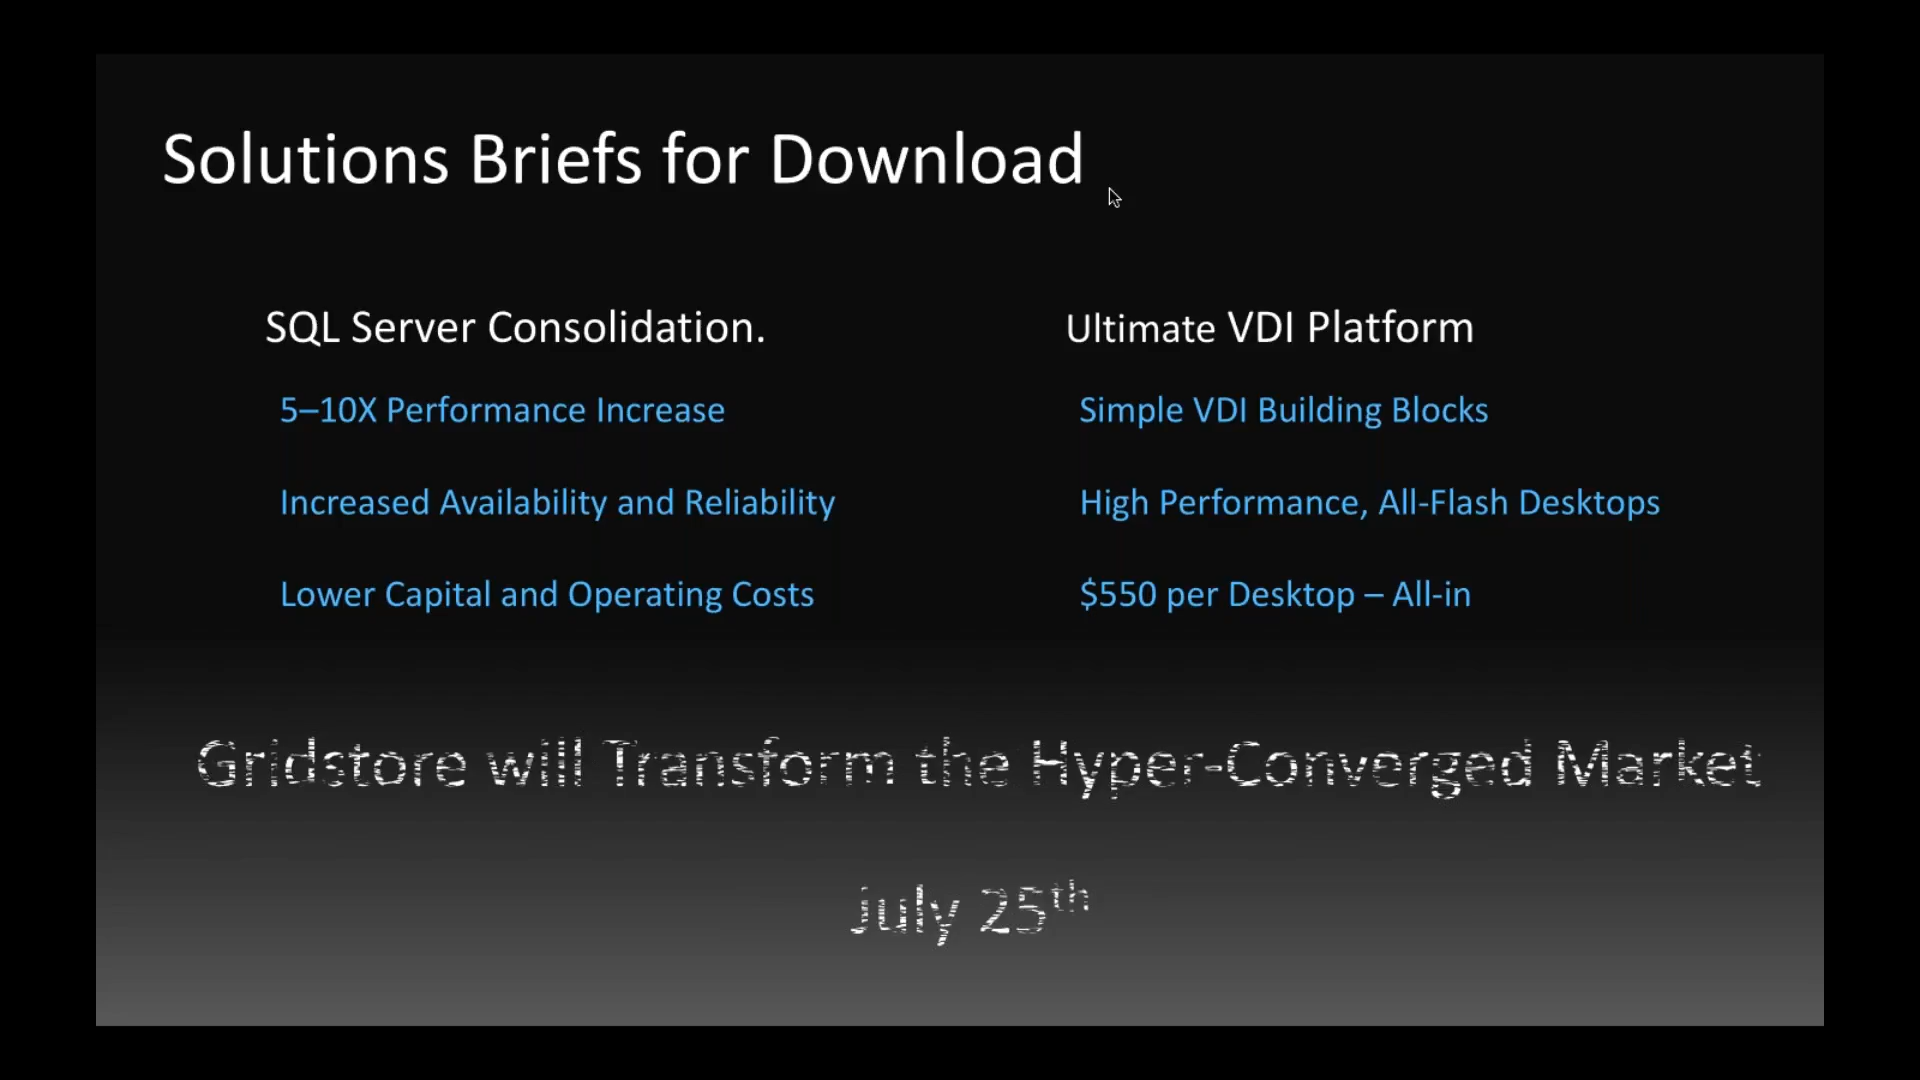 Solutions Briefs for Download
SQL Server Consolidation.
5–10X Performance Increase
Increased Availability and Reliability
Lower Capital and Operating Costs
Ultimate VDI Platform
Simple VDI Building Blocks
High Performance, All-Flash Desktops
$550 per Desktop – All-in
Gridstore will Transform the Hyper-Converged Market
July 25th